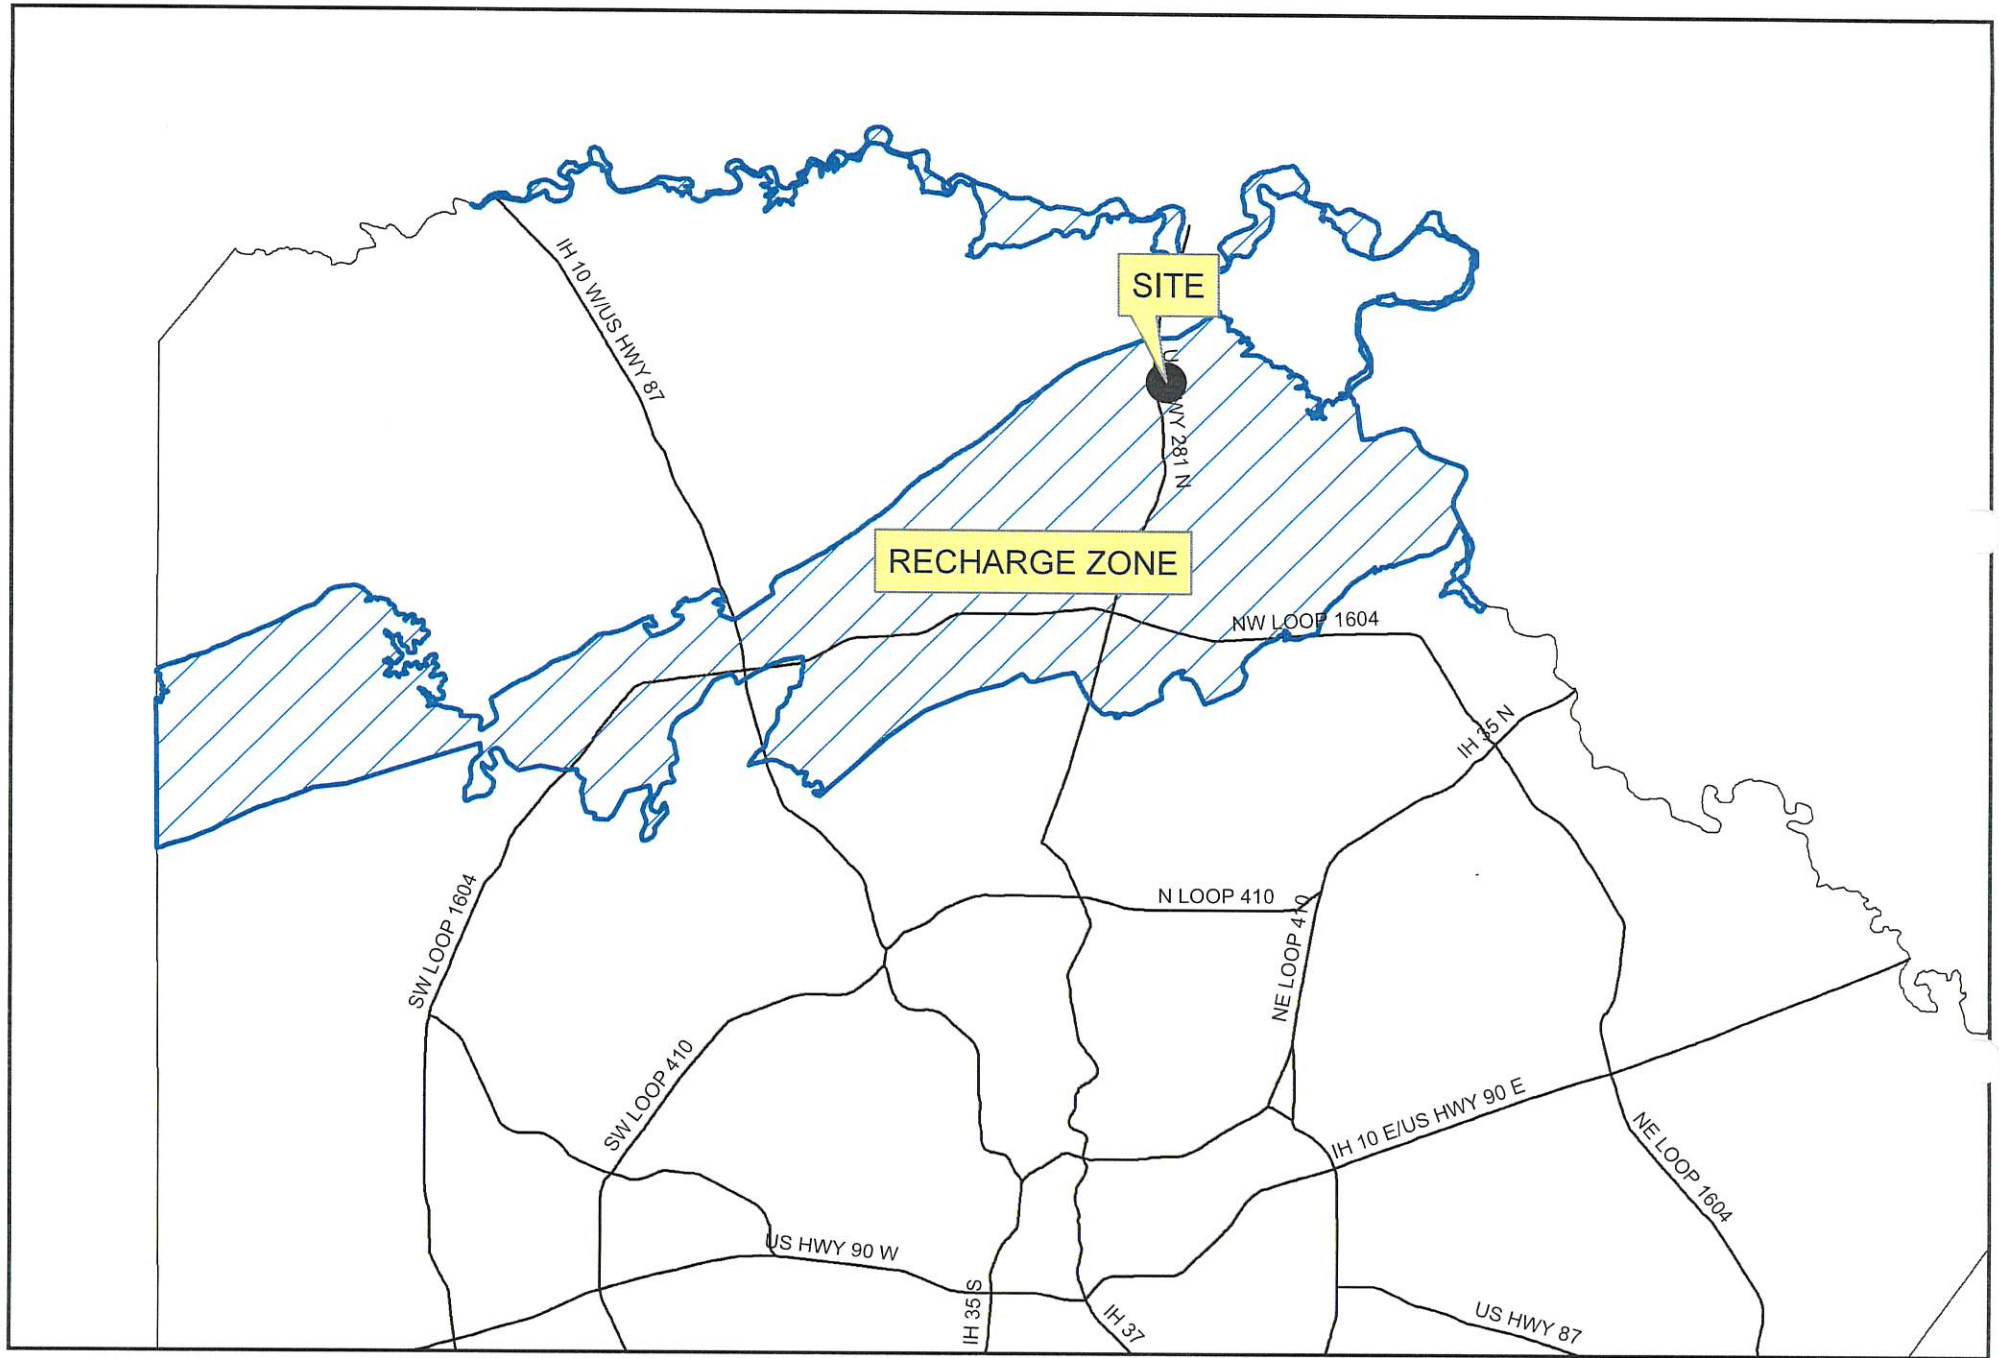 SITE
IH 10 W/US HWY 87
HWY 281 N
RECHARGE ZONE
NW LOOP 1604
IH 35 N
N LOOP 410
SW LOOP 1604
NE LOOP 410
SW LOOP 410
IH 10 E/US HWY 90 E
NE LOOP 1604
US HWY 90 W
IH 35 S
IH 37
US HWY 87